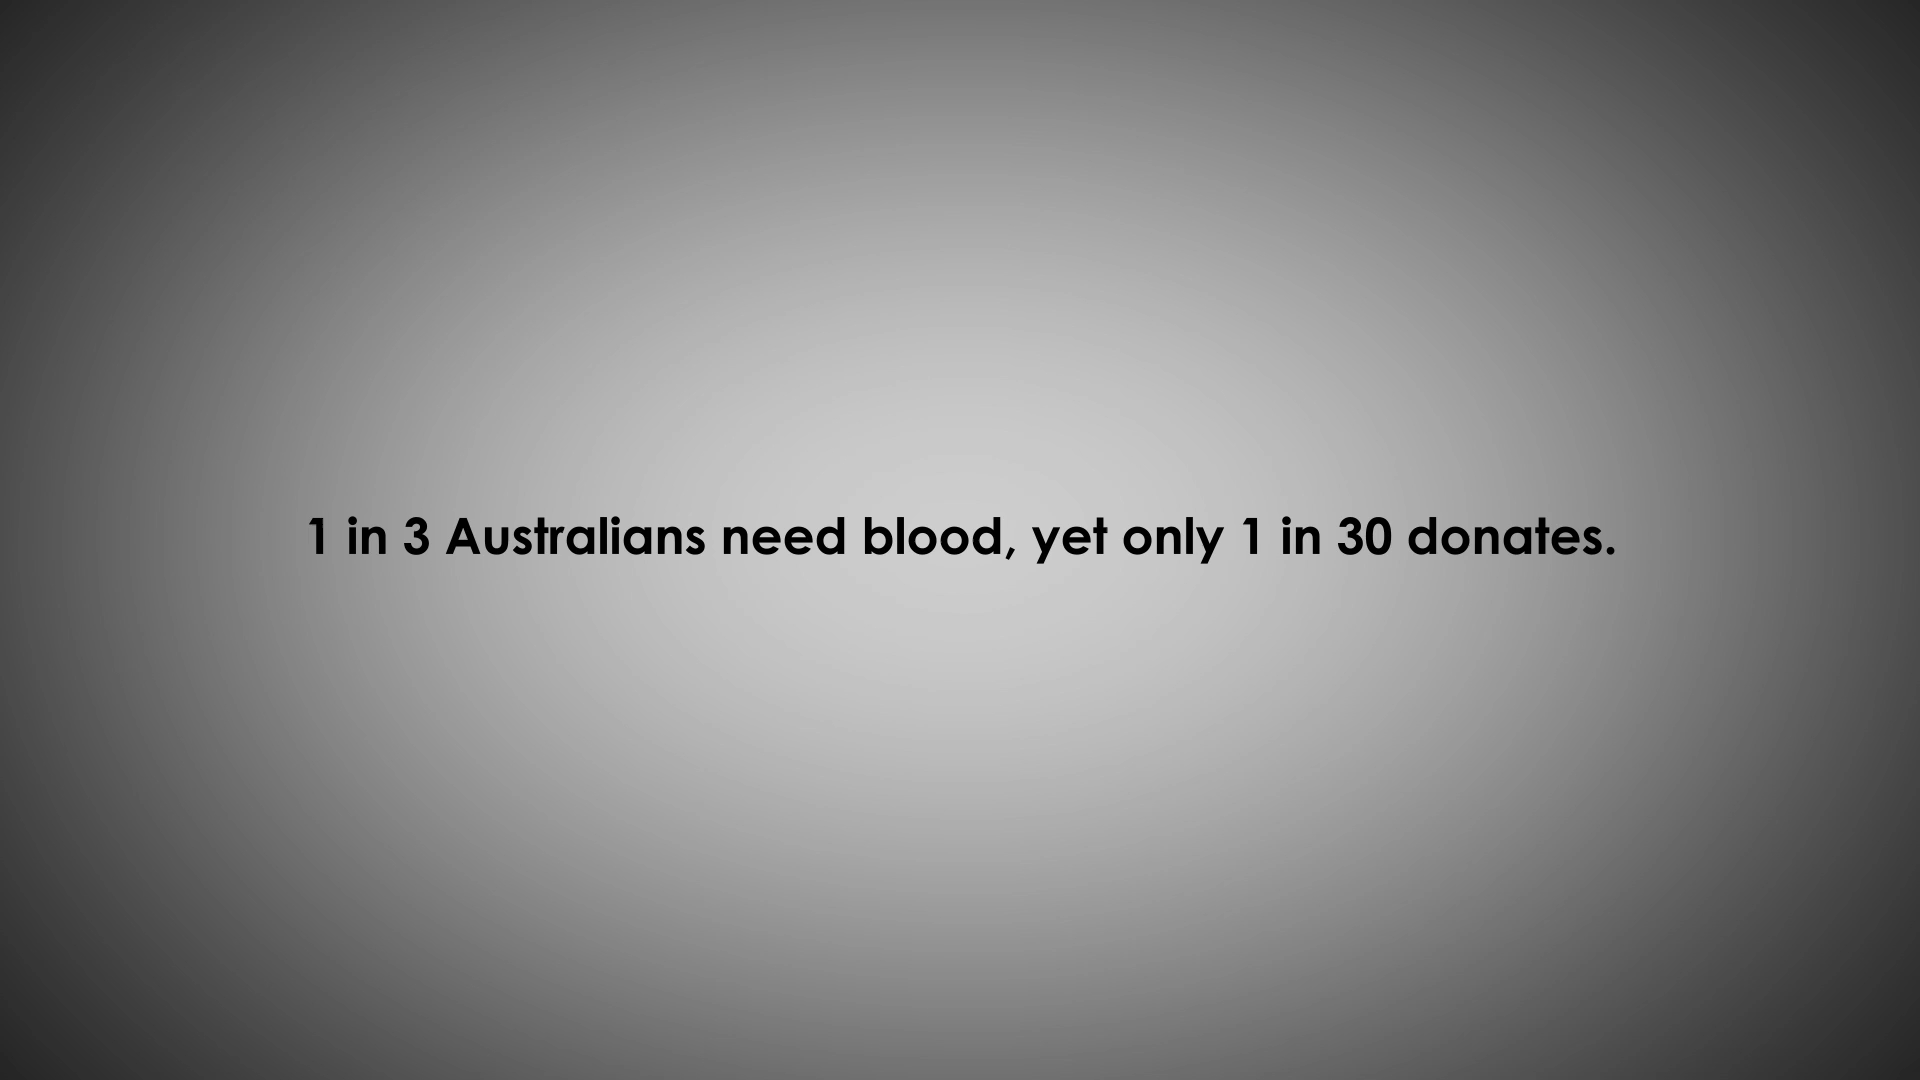 1 in 3 Australians need blood, yet only 1 in 30 donates.